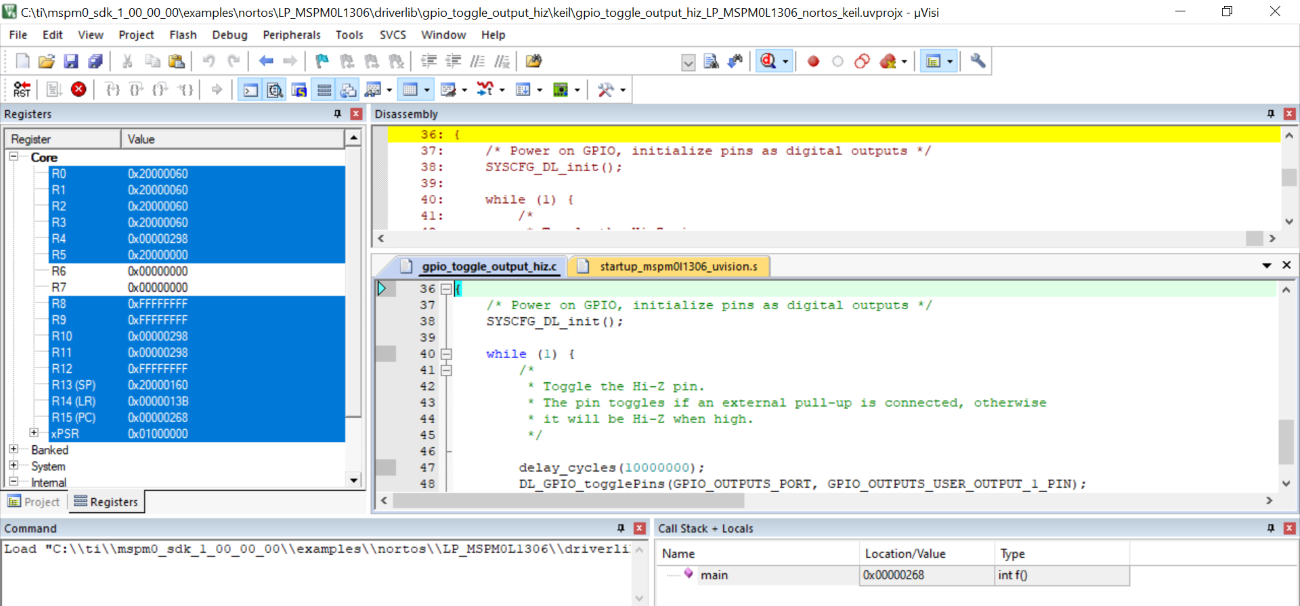 C:\ti\mspm0_sdk_1_00_00_00\examples\nortos\LP_MSPM0L1306\driverlib\gpio_toggle_output_hiz\keil\gpio_toggle_output_hiz_LP_MSPM0L1306_nortos_keil.uvprojx - µVisi
File Edit View Project Flash Debug Peripherals Tools SVCS Window Help
RST
Registers
Register Value
Core
R0 0x20000060
R1 0x20000060
R2 0x20000060
R3 0x20000060
R4 0x00000298
R5 0x20000000
R6 0x00000000
R7 0x00000000
R8 0xFFFFFFFF
R9 0xFFFFFFFF
R10 0x00000298
R11 0x00000298
R12 0xFFFFFFFF
R13 (SP) 0x20000160
R14 (LR) 0x0000013B
R15 (PC) 0x00000268
xPSR 0x01000000
Banked
System
Internal
Project Registers
Disassembly
36: {
37: /* Power on GPIO, initialize pins as digital outputs */
38: SYSCFG_DL_init();
39:
40: while (1) {
41: /*
gpio_toggle_output_hiz.c startup_mspm0l1306_uvision.s
36 {
37 /* Power on GPIO, initialize pins as digital outputs */
38 SYSCFG_DL_init();
39
40 while (1) {
41 /*
42 * Toggle the Hi-Z pin.
43 * The pin toggles if an external pull-up is connected, otherwise
44 * it will be Hi-Z when high.
45 */
46
47 delay_cycles(10000000);
48 DL_GPIO_togglePins(GPIO_OUTPUTS_PORT, GPIO_OUTPUTS_USER_OUTPUT_1_PIN);
Command
Load "C:\\ti\\mspm0_sdk_1_00_00_00\\examples\\nortos\\LP_MSPM0L1306\\driverli
Call Stack + Locals
Name Location/Value Type
main 0x00000268 int f()